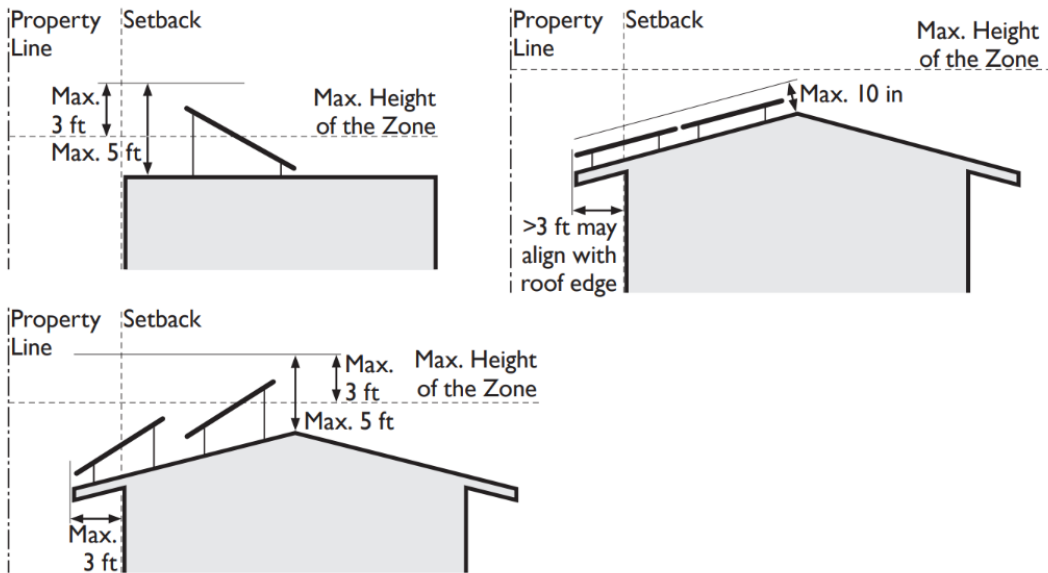 Property
Line
Setback
Max.
3 ft
Max. 5 ft
Max. Height
of the Zone
Property
Line
Setback
Max. Height
of the Zone
Max. 10 in
>3 ft may
align with
roof edge
Property
Line
Setback
Max.
3 ft
Max. Height
of the Zone
Max. 5 ft
Max.
3 ft